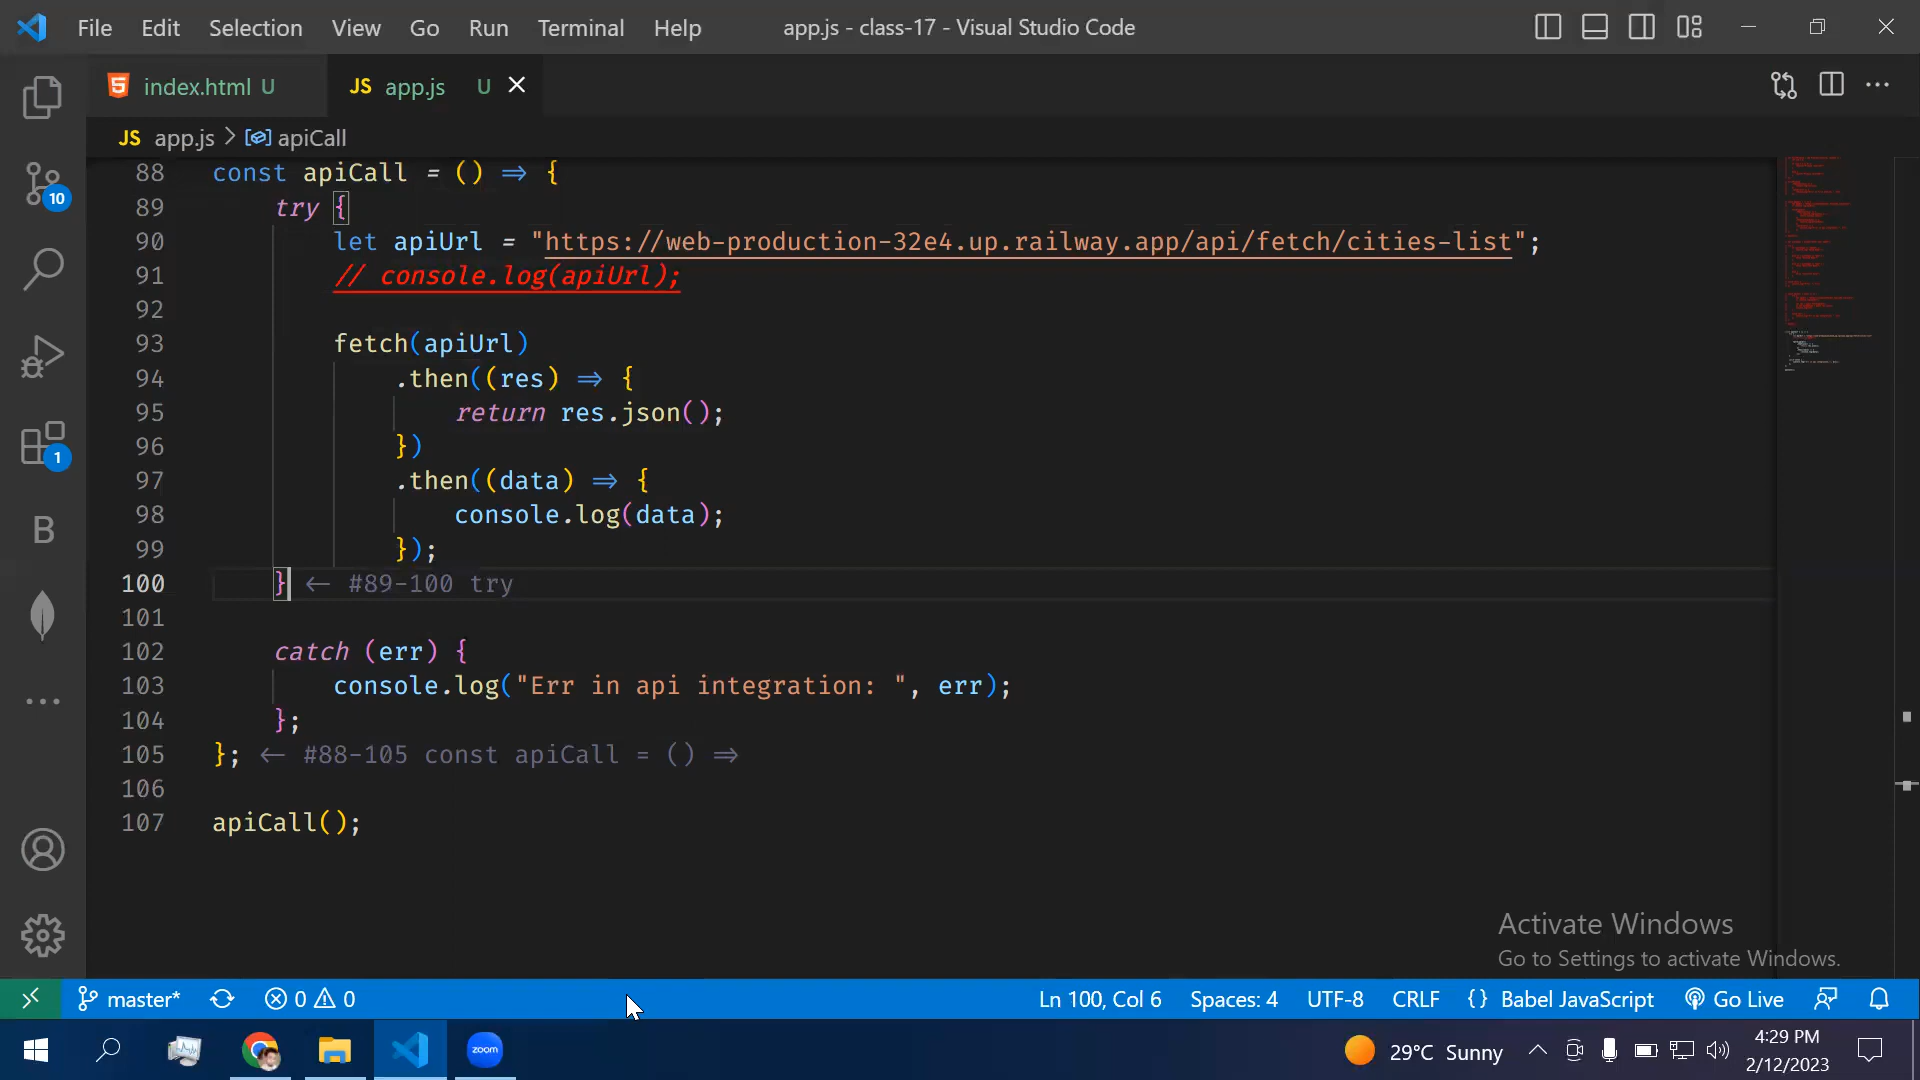 File Edit Selection View Go Run Terminal Help app.js - class-17 - Visual Studio Code
index.html U JS app.js U
JS app.js > apiCall
88 const apiCall = () => {
89 try {
90 let apiUrl = "https://web-production-32e4.up.railway.app/api/fetch/cities-list";
91 // console.log(apiUrl);
92
93 fetch(apiUrl)
94 .then((res) => {
95 return res.json();
96 })
97 .then((data) => {
98 console.log(data);
99 });
100 } <- #89-100 try
101
102 catch (err) {
103 console.log("Err in api integration: ", err);
104 };
105 }; <- #88-105 const apiCall = () =>
106
107 apiCall();
10
1
B
Activate Windows
Go to Settings to activate Windows.
master* 0 0 Ln 100, Col 6 Spaces: 4 UTF-8 CRLF {} Babel JavaScript Go Live
zoom 29°C Sunny 4:29 PM
2/12/2023